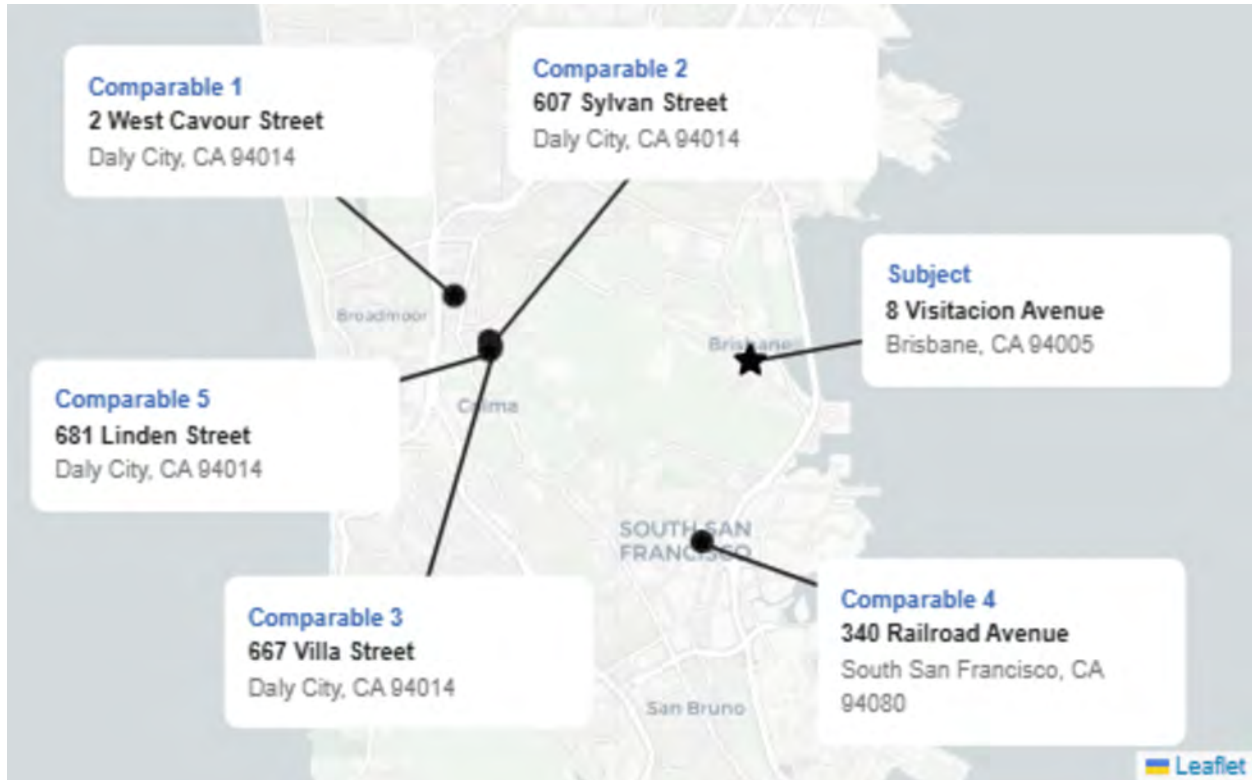 Comparable 1
2 West Cavour Street
Daly City, CA 94014
Comparable 2
607 Sylvan Street
Daly City, CA 94014
Subject
8 Visitacion Avenue
Brisbane, CA 94005
Broadmoor
Brisbane
Comparable 5
681 Linden Street
Daly City, CA 94014
Colma
SOUTH SAN
FRANCISCO
Comparable 3
667 Villa Street
Daly City, CA 94014
Comparable 4
340 Railroad Avenue
South San Francisco, CA
94080
San Bruno
Leaflet